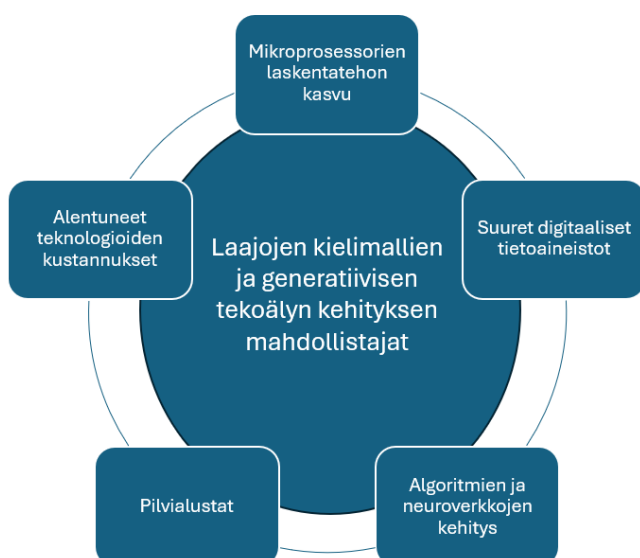 Mikroprosessorien
laskentatehon
kasvu
Alentuneet
teknologioiden
kustannukset
Suuret digitaaliset
tietoaineistot
Laajojen kielimallien
ja generatiivisen
tekoälyn kehityksen
mahdollistajat
Pilvialustat
Algoritmien ja
neuroverkkojen
kehitys